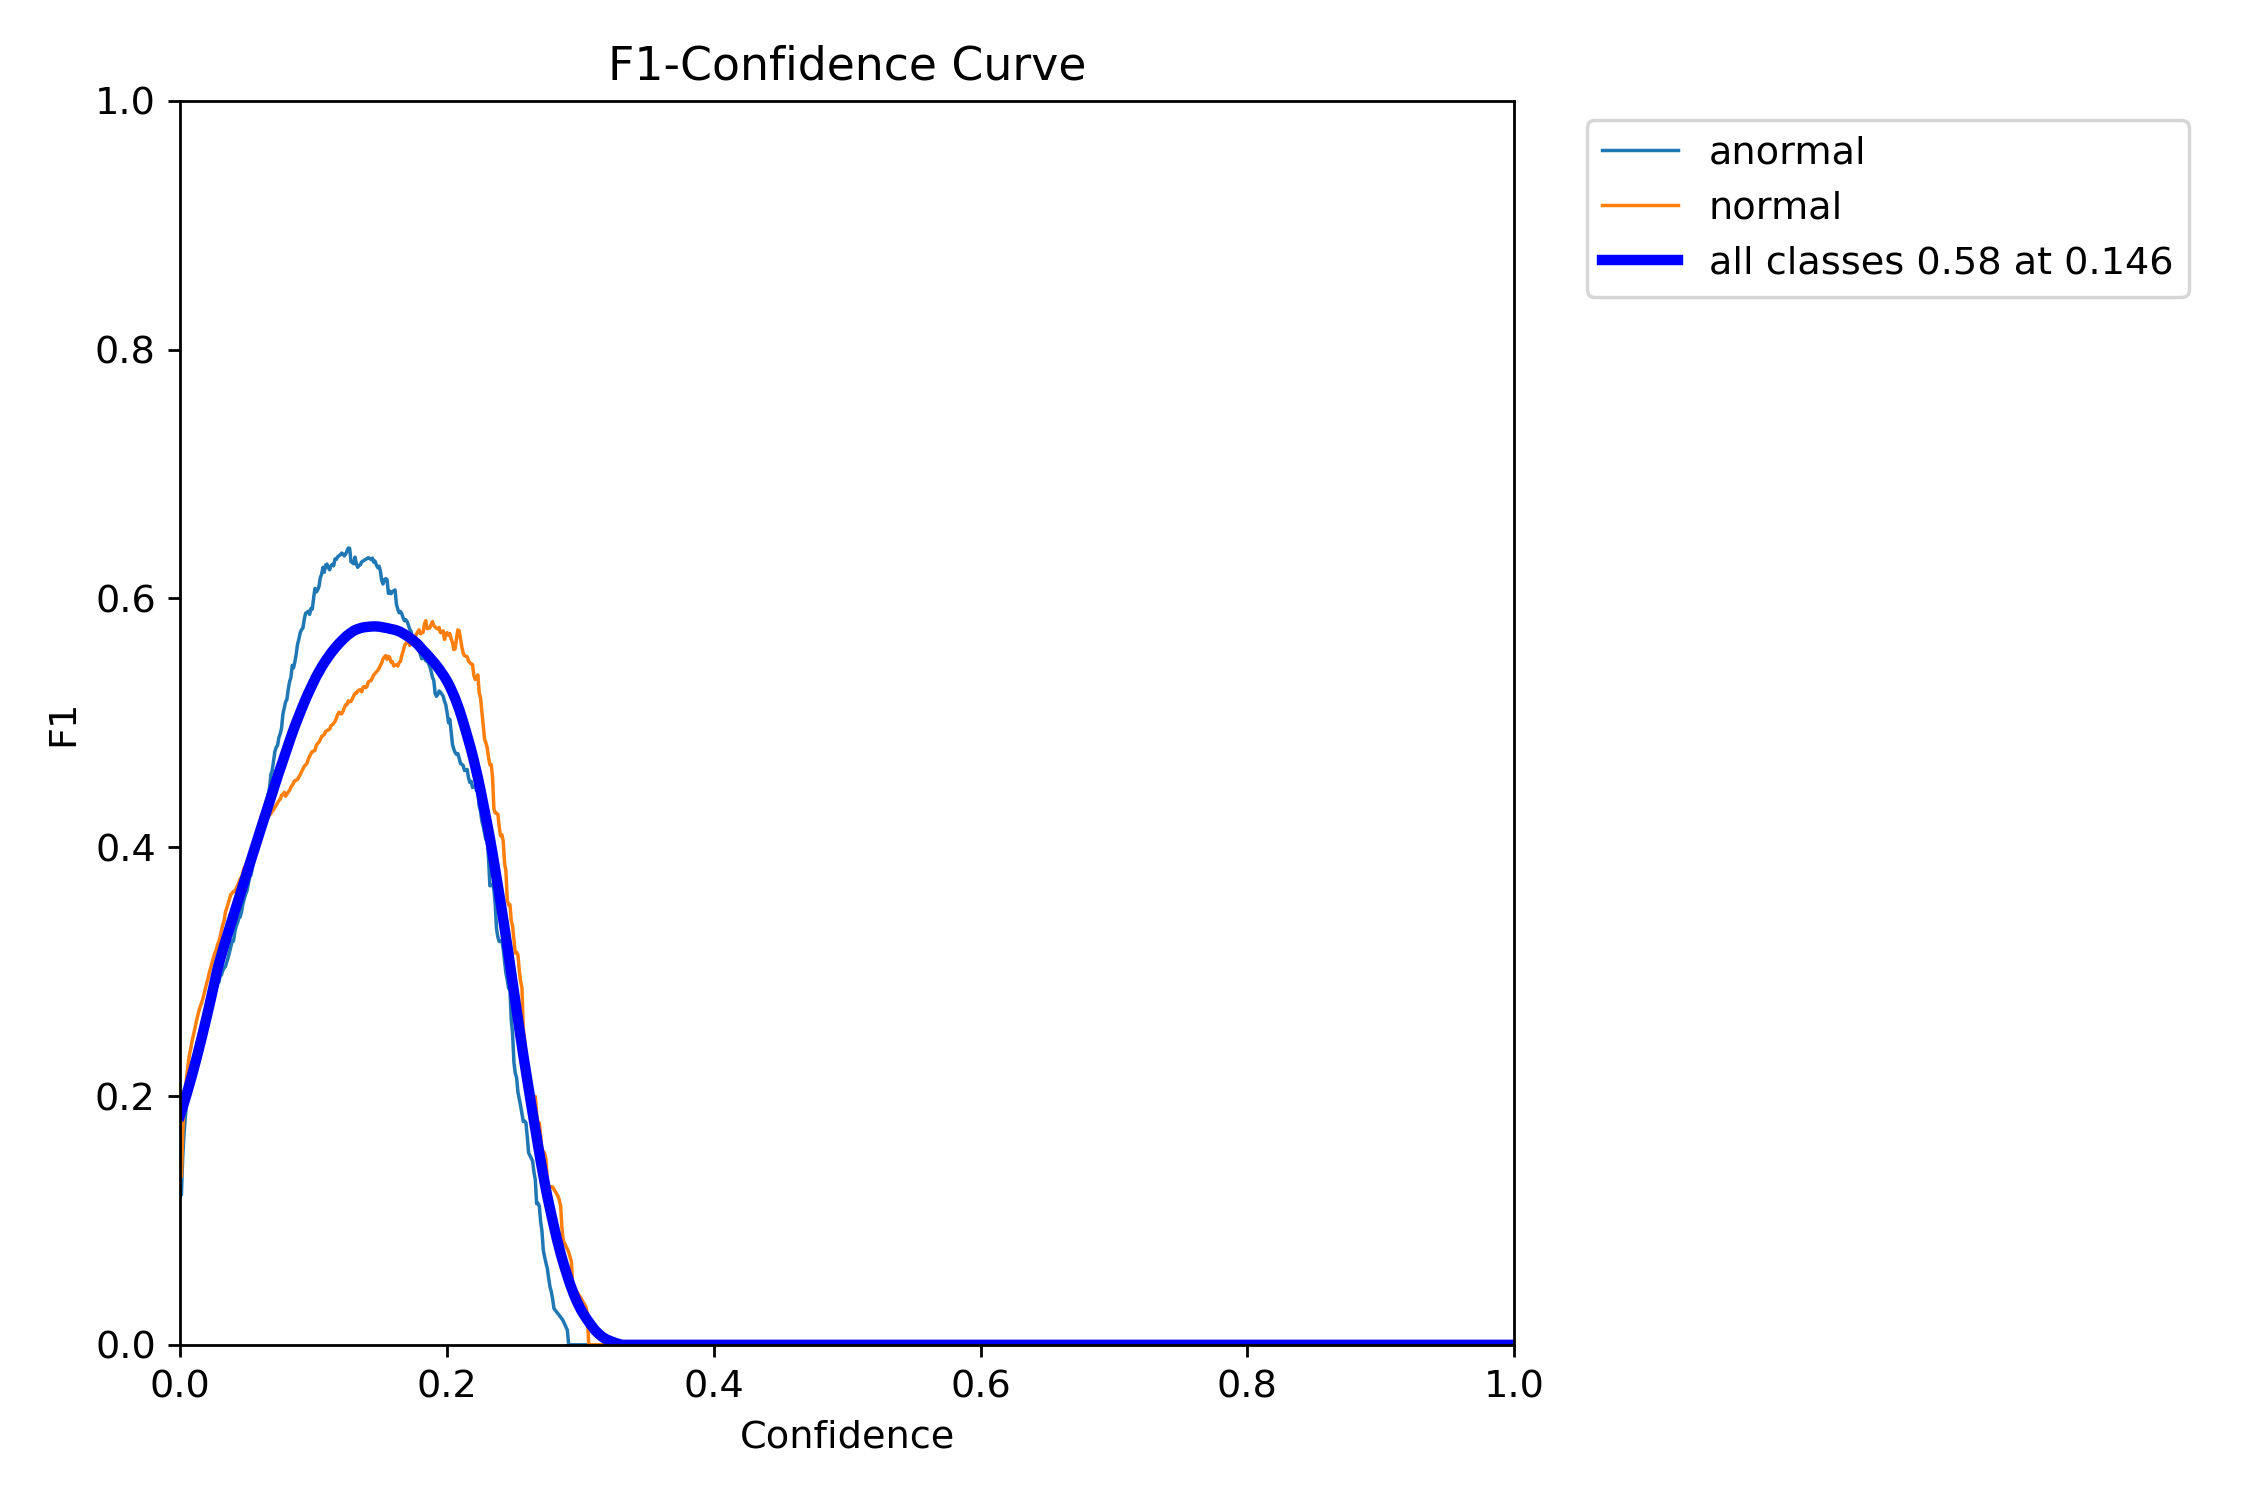 F1-Confidence Curve
1.0
0.8
0.6
0.4
0.2
0.0
F1
0.0 0.2 0.4 0.6 0.8 1.0
Confidence
anormal
normal
all classes 0.58 at 0.146